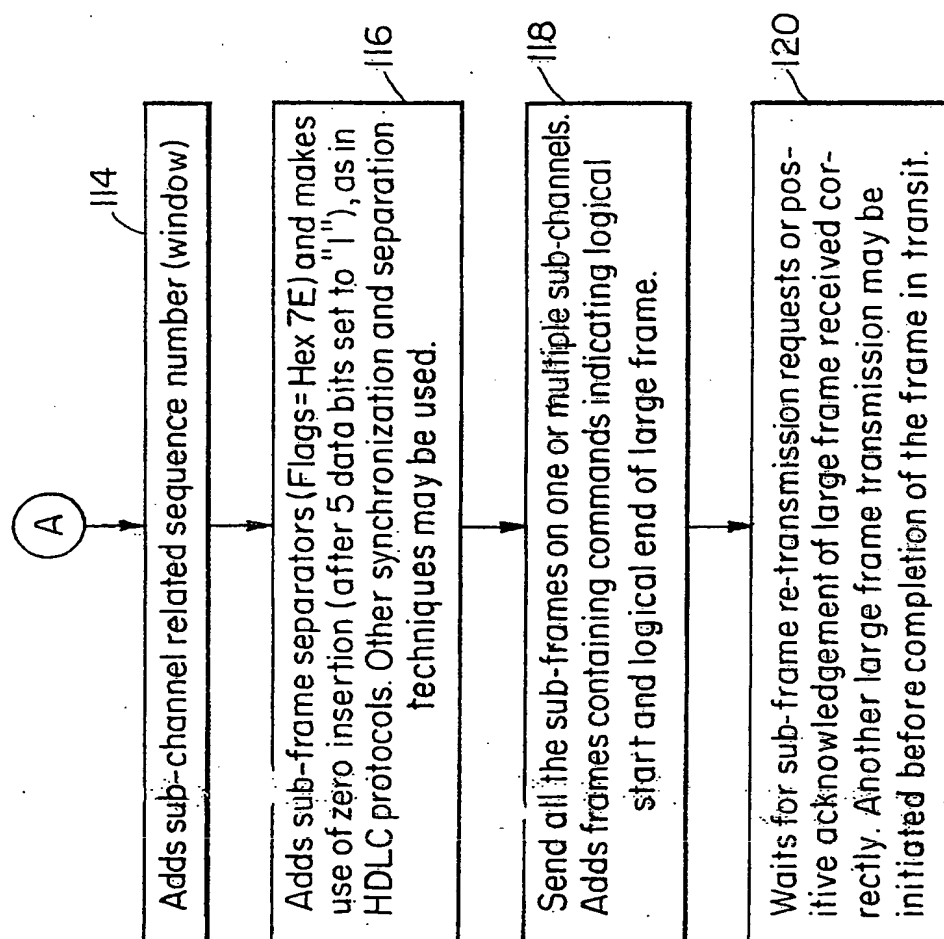 A
114
Adds sub-channel related sequence number (window)
116
Adds sub-frame separators (Flags=Hex 7E) and makes
use of zero insertion (after 5 data bits set to "1"), as in
HDLC protocols. Other synchronization and separation
techniques may be used.
118
Send all the sub-frames on one or multiple sub-channels.
Adds frames containing commands indicating logical
start and logical end of large frame.
120
Waits for sub-frame re-transmission requests or pos-
itive acknowledgement of large frame received cor-
rectly. Another large frame transmission may be
initiated before completion of the frame in transit.